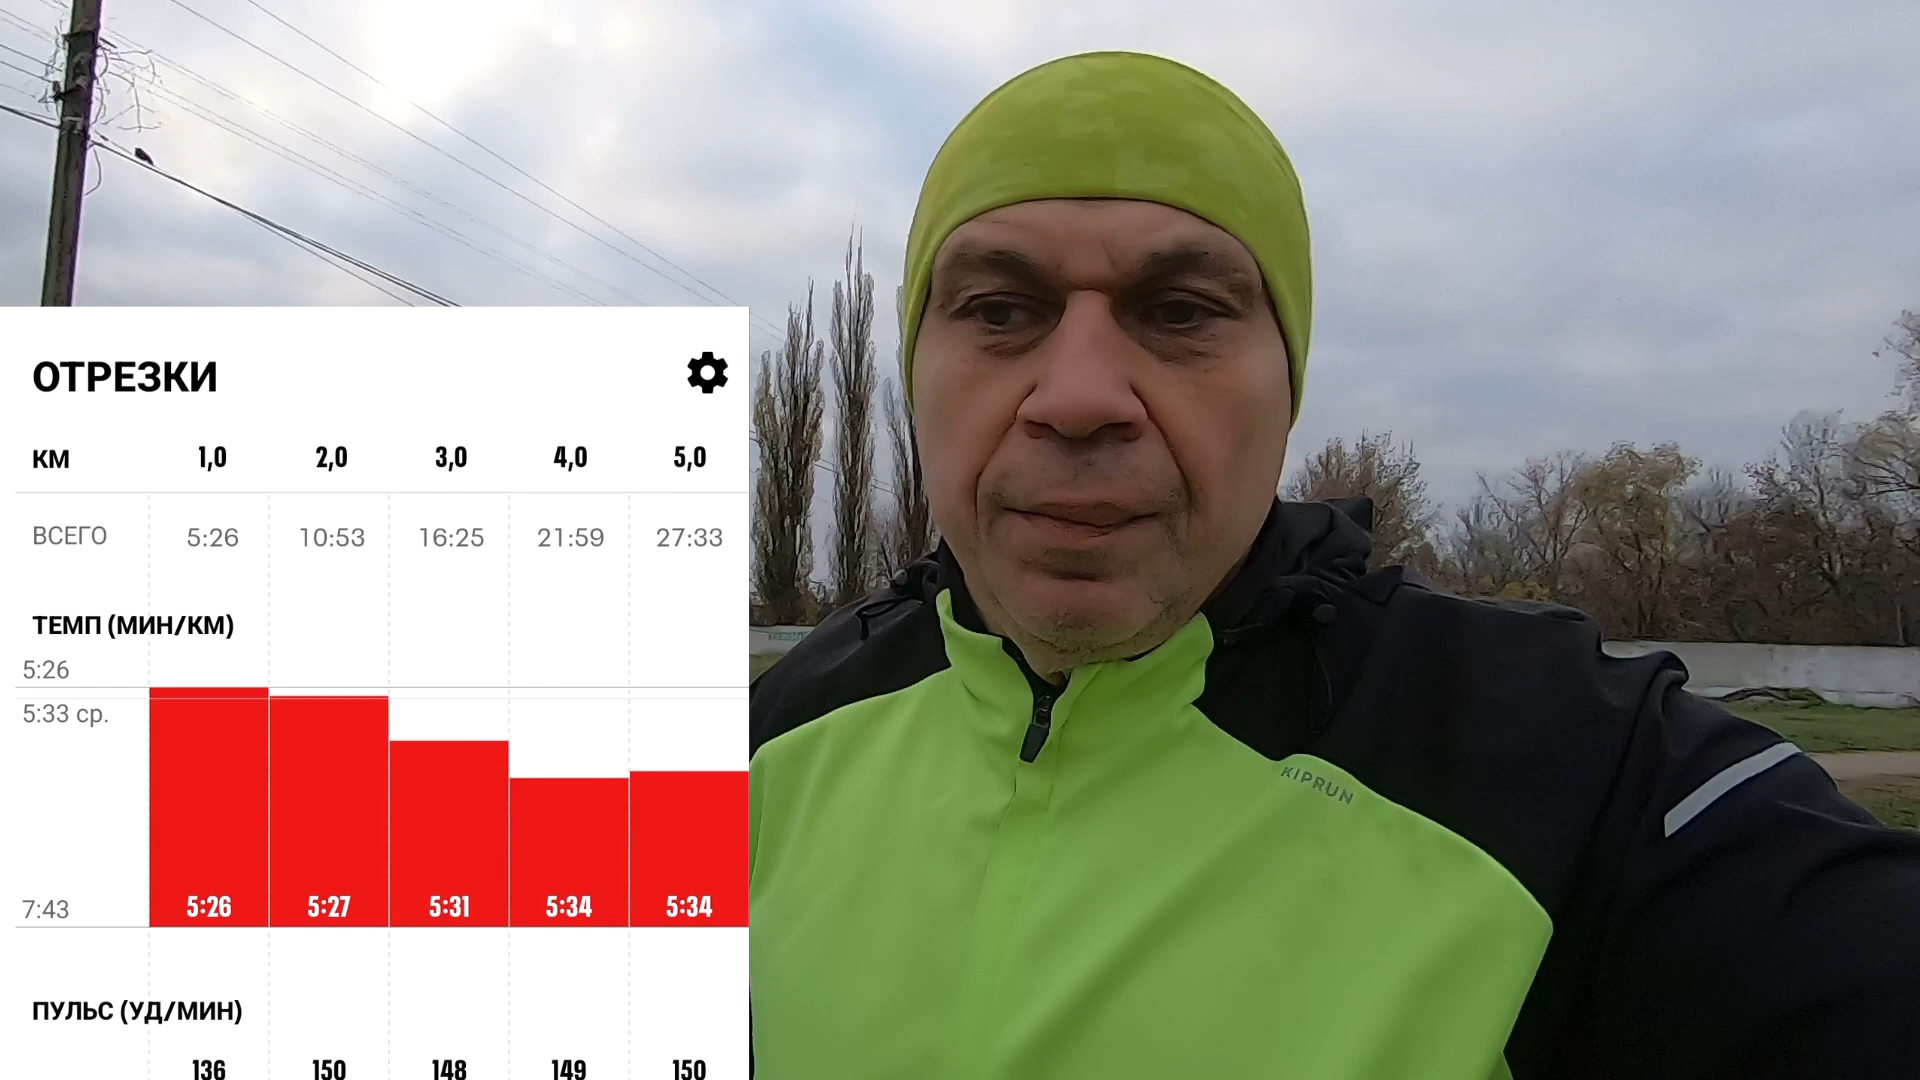 ОТРЕЗКИ
КМ 1,0 2,0 3,0 4,0 5,0
ВСЕГО 5:26 10:53 16:25 21:59 27:33
ТЕМП (МИН/КМ)
5:26
5:33 ср.
7:43 5:26 5:27 5:31 5:34 5:34
ПУЛЬС (УД/МИН)
136 150 148 149 150
KIPRUN